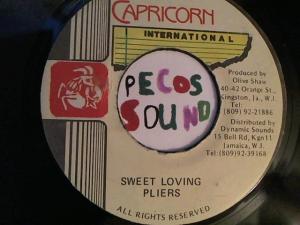 CAPRICORN
INTERNATIONAL
PECOS
SOUND
Produced by
Olive Shaw
40-42 Orange St.,
Kingston, Ja., W.I.
Tel:
(809) 92-21886
Distributed by
Dynamic Sounds
15 Bell Rd, Kgn11
Jamaica, W.I.
Tel: (809)92-39168
SWEET LOVING
PLIERS
ALL RIGHTS RESERVED